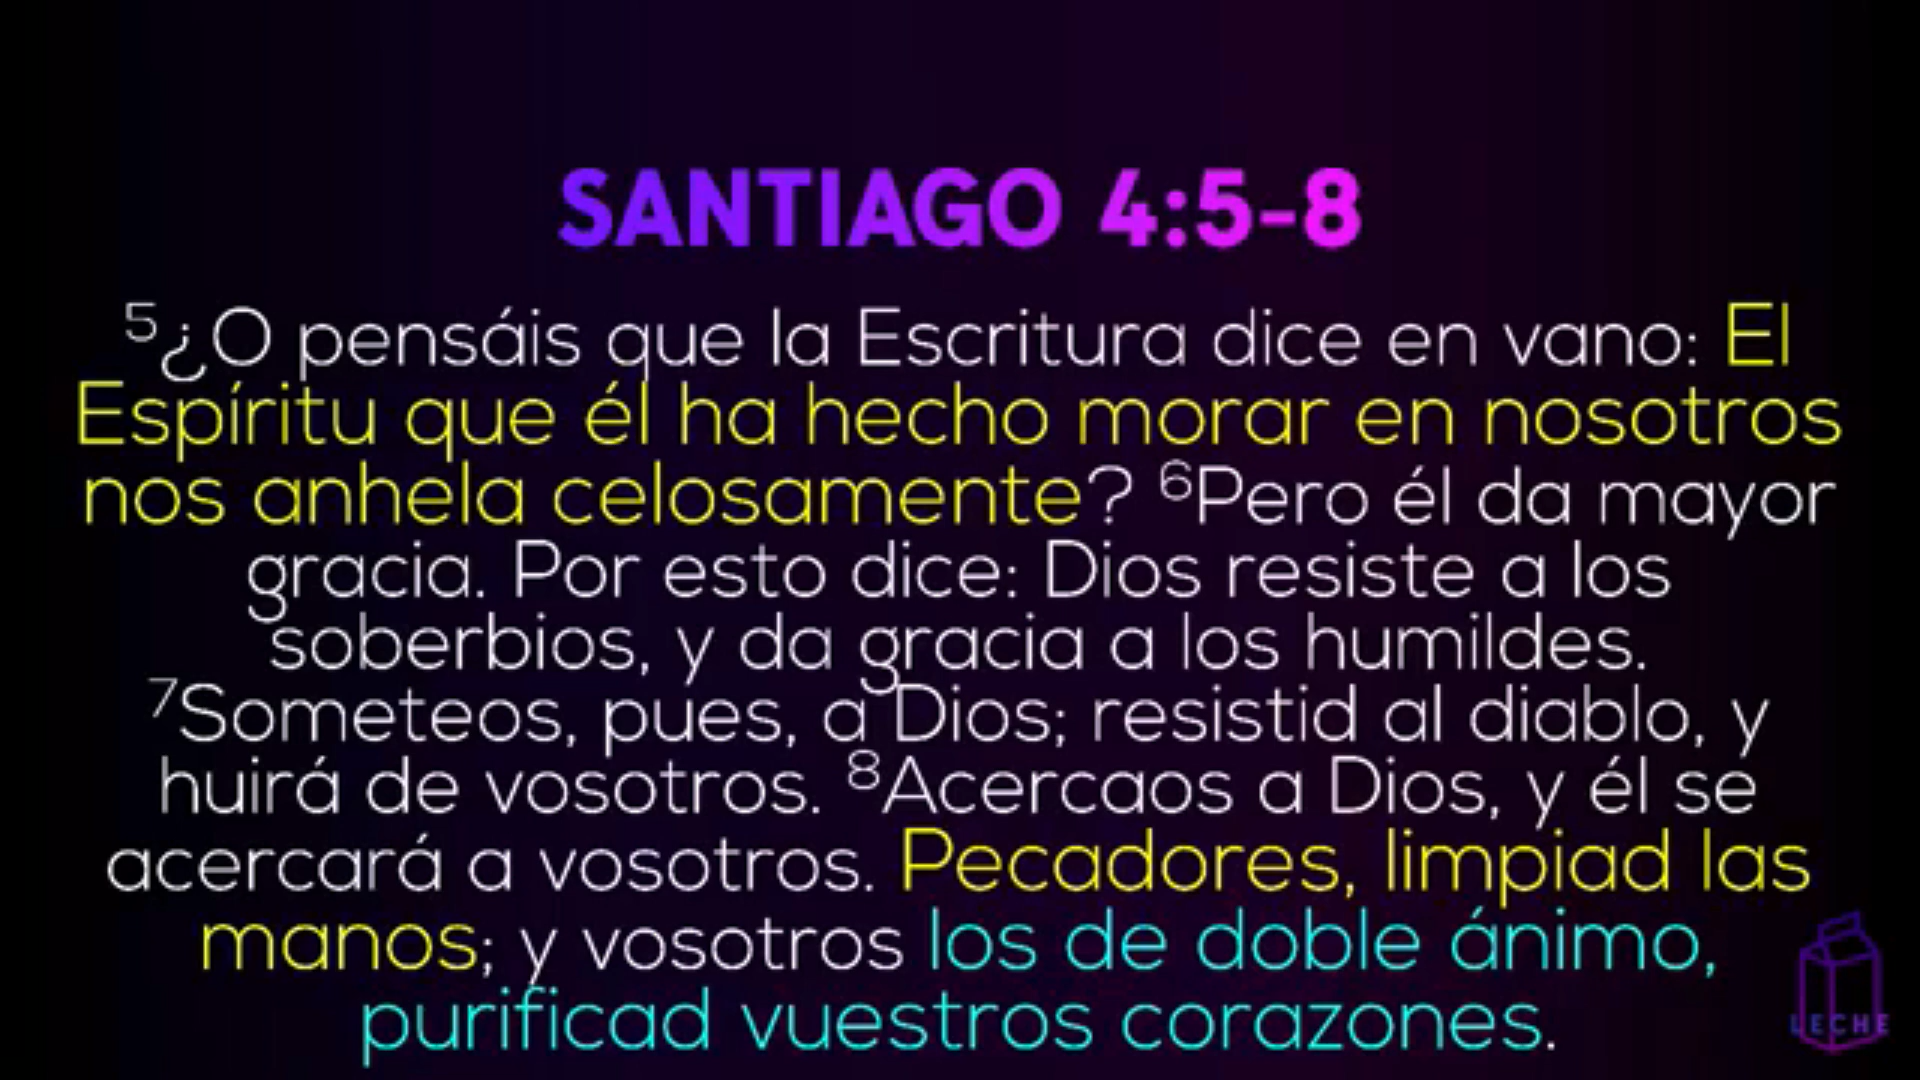 SANTIAGO 4:5-8
⁵¿O pensáis que la Escritura dice en vano: El
Espíritu que él ha hecho morar en nosotros
nos anhela celosamente? ⁶Pero él da mayor
gracia. Por esto dice: Dios resiste a los
soberbios, y da gracia a los humildes.
⁷Someteos, pues, a Dios; resistid al diablo, y
huirá de vosotros. ⁸Acercaos a Dios, y él se
acercará a vosotros. Pecadores, limpiad las
manos; y vosotros los de doble ánimo,
purificad vuestros corazones.
LECHE